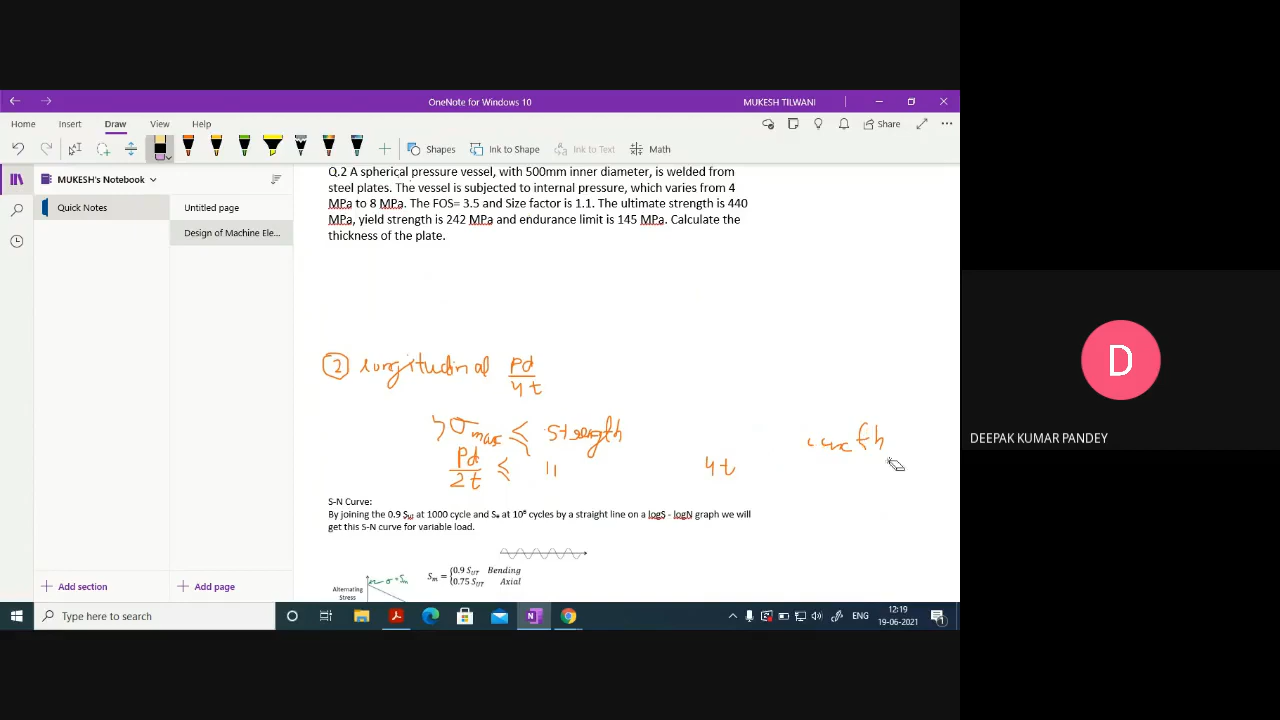 OneNote for Windows 10
MUKESH TILWANI
Home
Insert
Draw
View
Help
Share
Shapes
Ink to Shape
Ink to Text
Math
MUKESH's Notebook
Quick Notes
Untitled page
Design of Machine Ele...
Q.2 A spherical pressure vessel, with 500mm inner diameter, is welded from
steel plates. The vessel is subjected to internal pressure, which varies from 4
MPa to 8 MPa. The FOS= 3.5 and Size factor is 1.1. The ultimate strength is 440
MPa, yield strength is 242 MPa and endurance limit is 145 MPa. Calculate the
thickness of the plate.
② longitudinal Pd/4t
σmax ≤ strength
Pd/2t ≤ 11
4t
S-N Curve:
By joining the 0.9 Sut at 1000 cycle and Se at 10⁶ cycles by a straight line on a logS - logN graph we will
get this S-N curve for variable load.
Sm = {0.9 SUT Bending
0.75 SUT Axial
Alternating
Stress
σ = Sm
Add section
Add page
Type here to search
ENG
12:19
19-06-2021
D
DEEPAK KUMAR PANDEY